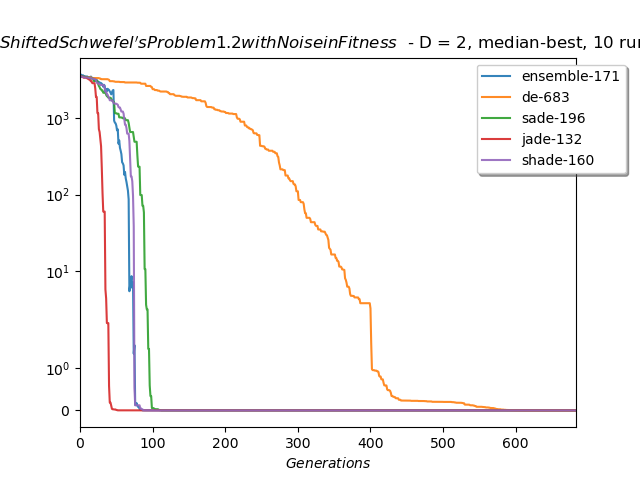 ShiftedSchwefel'sProblem1.2withNoiseinFitness - D = 2, median-best, 10 run
ensemble-171
de-683
sade-196
jade-132
shade-160
10³
10²
10¹
10⁰
0
0 100 200 300 400 500 600
Generations